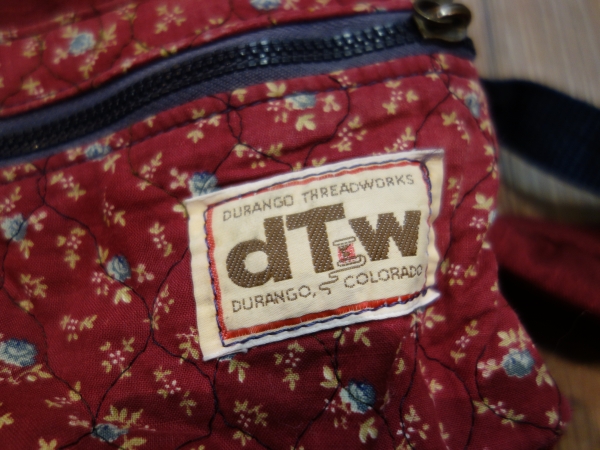 DURANGO THREADWORKS
dTw
DURANGO, COLORADO